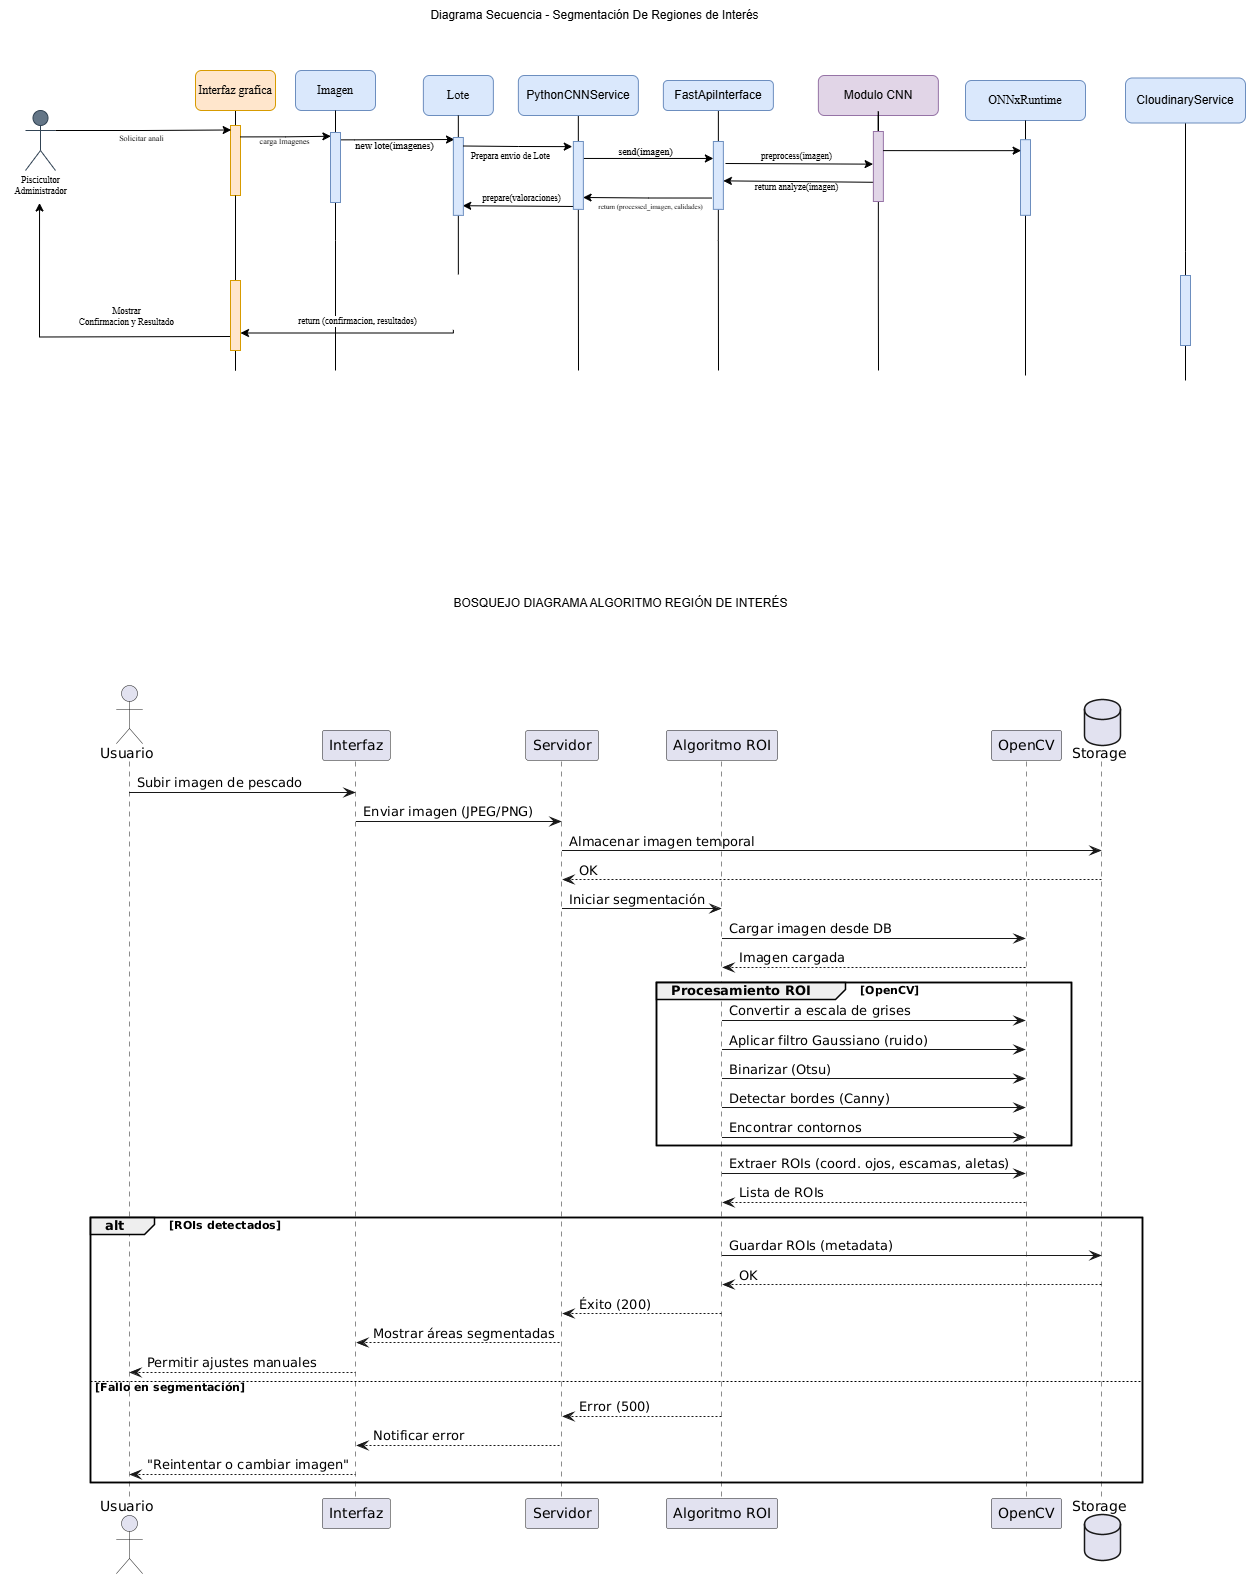 Diagrama Secuencia - Segmentación De Regiones de Interés
Interfaz grafica
Imagen
Lote
PythonCNNService
FastApiInterface
Modulo CNN
ONNxRuntime
CloudinaryService
Solicitar anali
carga Imagenes
new lote(imagenes)
Prepara envio de Lote
send(imagen)
preprocess(imagen)
return analyze(imagen)
Piscicultor
Administrador
prepare(valoraciones)
return (processed_imagen, calidades)
Mostrar
Confirmacion y Resultado
return (confirmacion, resultados)
BOSQUEJO DIAGRAMA ALGORITMO REGIÓN DE INTERÉS
Usuario
Interfaz
Servidor
Algoritmo ROI
OpenCV
Storage
Subir imagen de pescado
Enviar imagen (JPEG/PNG)
Almacenar imagen temporal
OK
Iniciar segmentación
Cargar imagen desde DB
Imagen cargada
Procesamiento ROI
[OpenCV]
Convertir a escala de grises
Aplicar filtro Gaussiano (ruido)
Binarizar (Otsu)
Detectar bordes (Canny)
Encontrar contornos
Extraer ROIs (coord. ojos, escamas, aletas)
Lista de ROIs
alt
[ROIs detectados]
Guardar ROIs (metadata)
OK
Éxito (200)
Mostrar áreas segmentadas
Permitir ajustes manuales
[Fallo en segmentación]
Error (500)
Notificar error
"Reintentar o cambiar imagen"
Usuario
Interfaz
Servidor
Algoritmo ROI
OpenCV
Storage